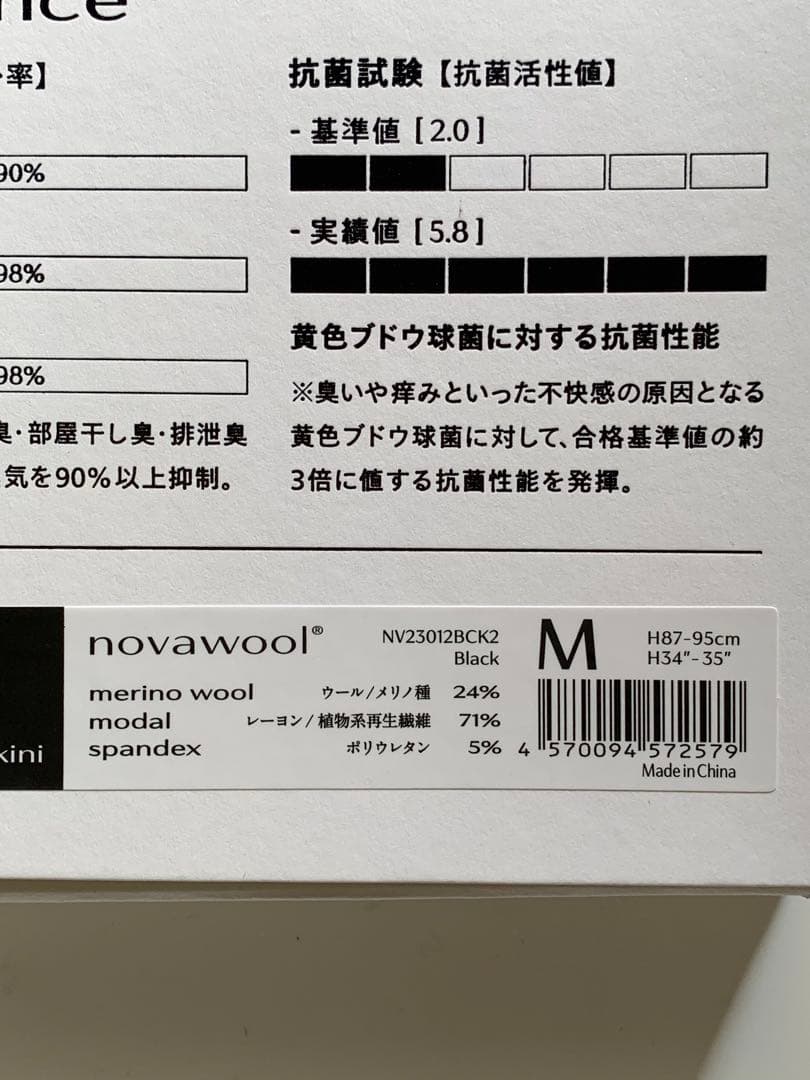 率】
90%
98%
98%
臭・部屋干し臭・排泄臭
気を90%以上抑制。
抗菌試験【抗菌活性値】
- 基準値 [2.0]
- 実績値 [5.8]
黄色ブドウ球菌に対する抗菌性能
※臭いや痒みといった不快感の原因となる
黄色ブドウ球菌に対して、合格基準値の約
3倍に値する抗菌性能を発揮。
novawool®
NV23012BCK2
Black
merino wool ウール/メリノ種 24%
modal レーヨン/植物系再生繊維 71%
spandex ポリウレタン 5%
M
H87-95cm
H34"-35"
4 570094 572579
Made in China